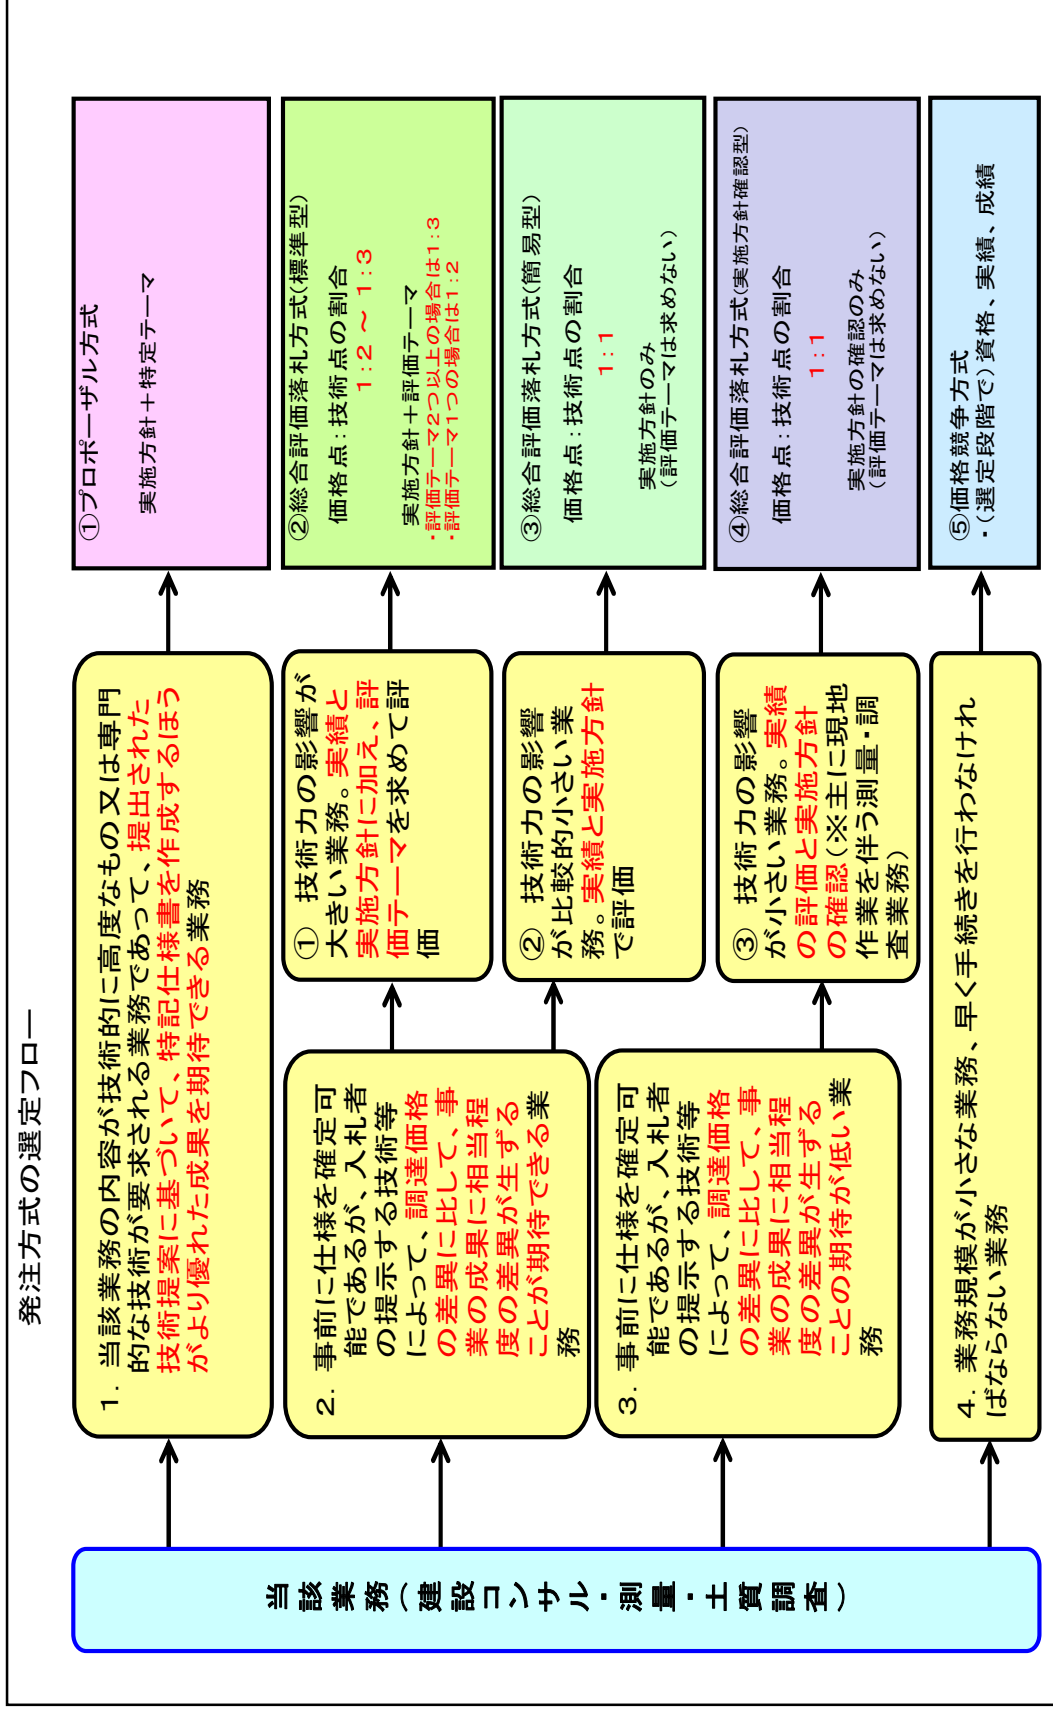 発注方式の選定フロー
当該業務(建設コンサル・測量・土質調査)
1. 当該業務の内容が技術的に高度なもの又は専門
的な技術が要求される業務であって、提出された
技術提案に基づいて、特記仕様書を作成するほう
がより優れた成果を期待できる業務
①プロポーザル方式
実施方針＋特定テーマ
2. 事前に仕様を確定可
能であるが、入札者
の提示する技術等
によって、調達価格
の差異に比して、事
業の成果に相当程
度の差異が生ずる
ことが期待できる業
務
① 技術力の影響が
大きい業務。実績と
実施方針に加え、評
価テーマを求めて評
価
②総合評価落札方式(標準型)
価格点：技術点の割合
1：2 ～ 1：3
実施方針＋評価テーマ
・評価テーマ2つ以上の場合は1：3
・評価テーマ1つの場合は1：2
② 技術力の影響
が比較的小さい業
務。実績と実施方針
で評価
③総合評価落札方式(簡易型)
価格点：技術点の割合
1：1
実施方針のみ
(評価テーマは求めない)
3. 事前に仕様を確定可
能であるが、入札者
の提示する技術等
によって、調達価格
の差異に比して、事
業の成果に相当程
度の差異が生ずる
ことの期待が低い業
務
③ 技術力の影響
が小さい業務。実績
の評価と実施方針
の確認(※主に現地
作業を伴う測量・調
査業務)
④総合評価落札方式(実施方針確認型)
価格点：技術点の割合
1：1
実施方針の確認のみ
(評価テーマは求めない)
4. 業務規模が小さな業務、早く手続きを行わなけれ
ばならない業務
⑤価格競争方式
・(選定段階で)資格、実績、成績